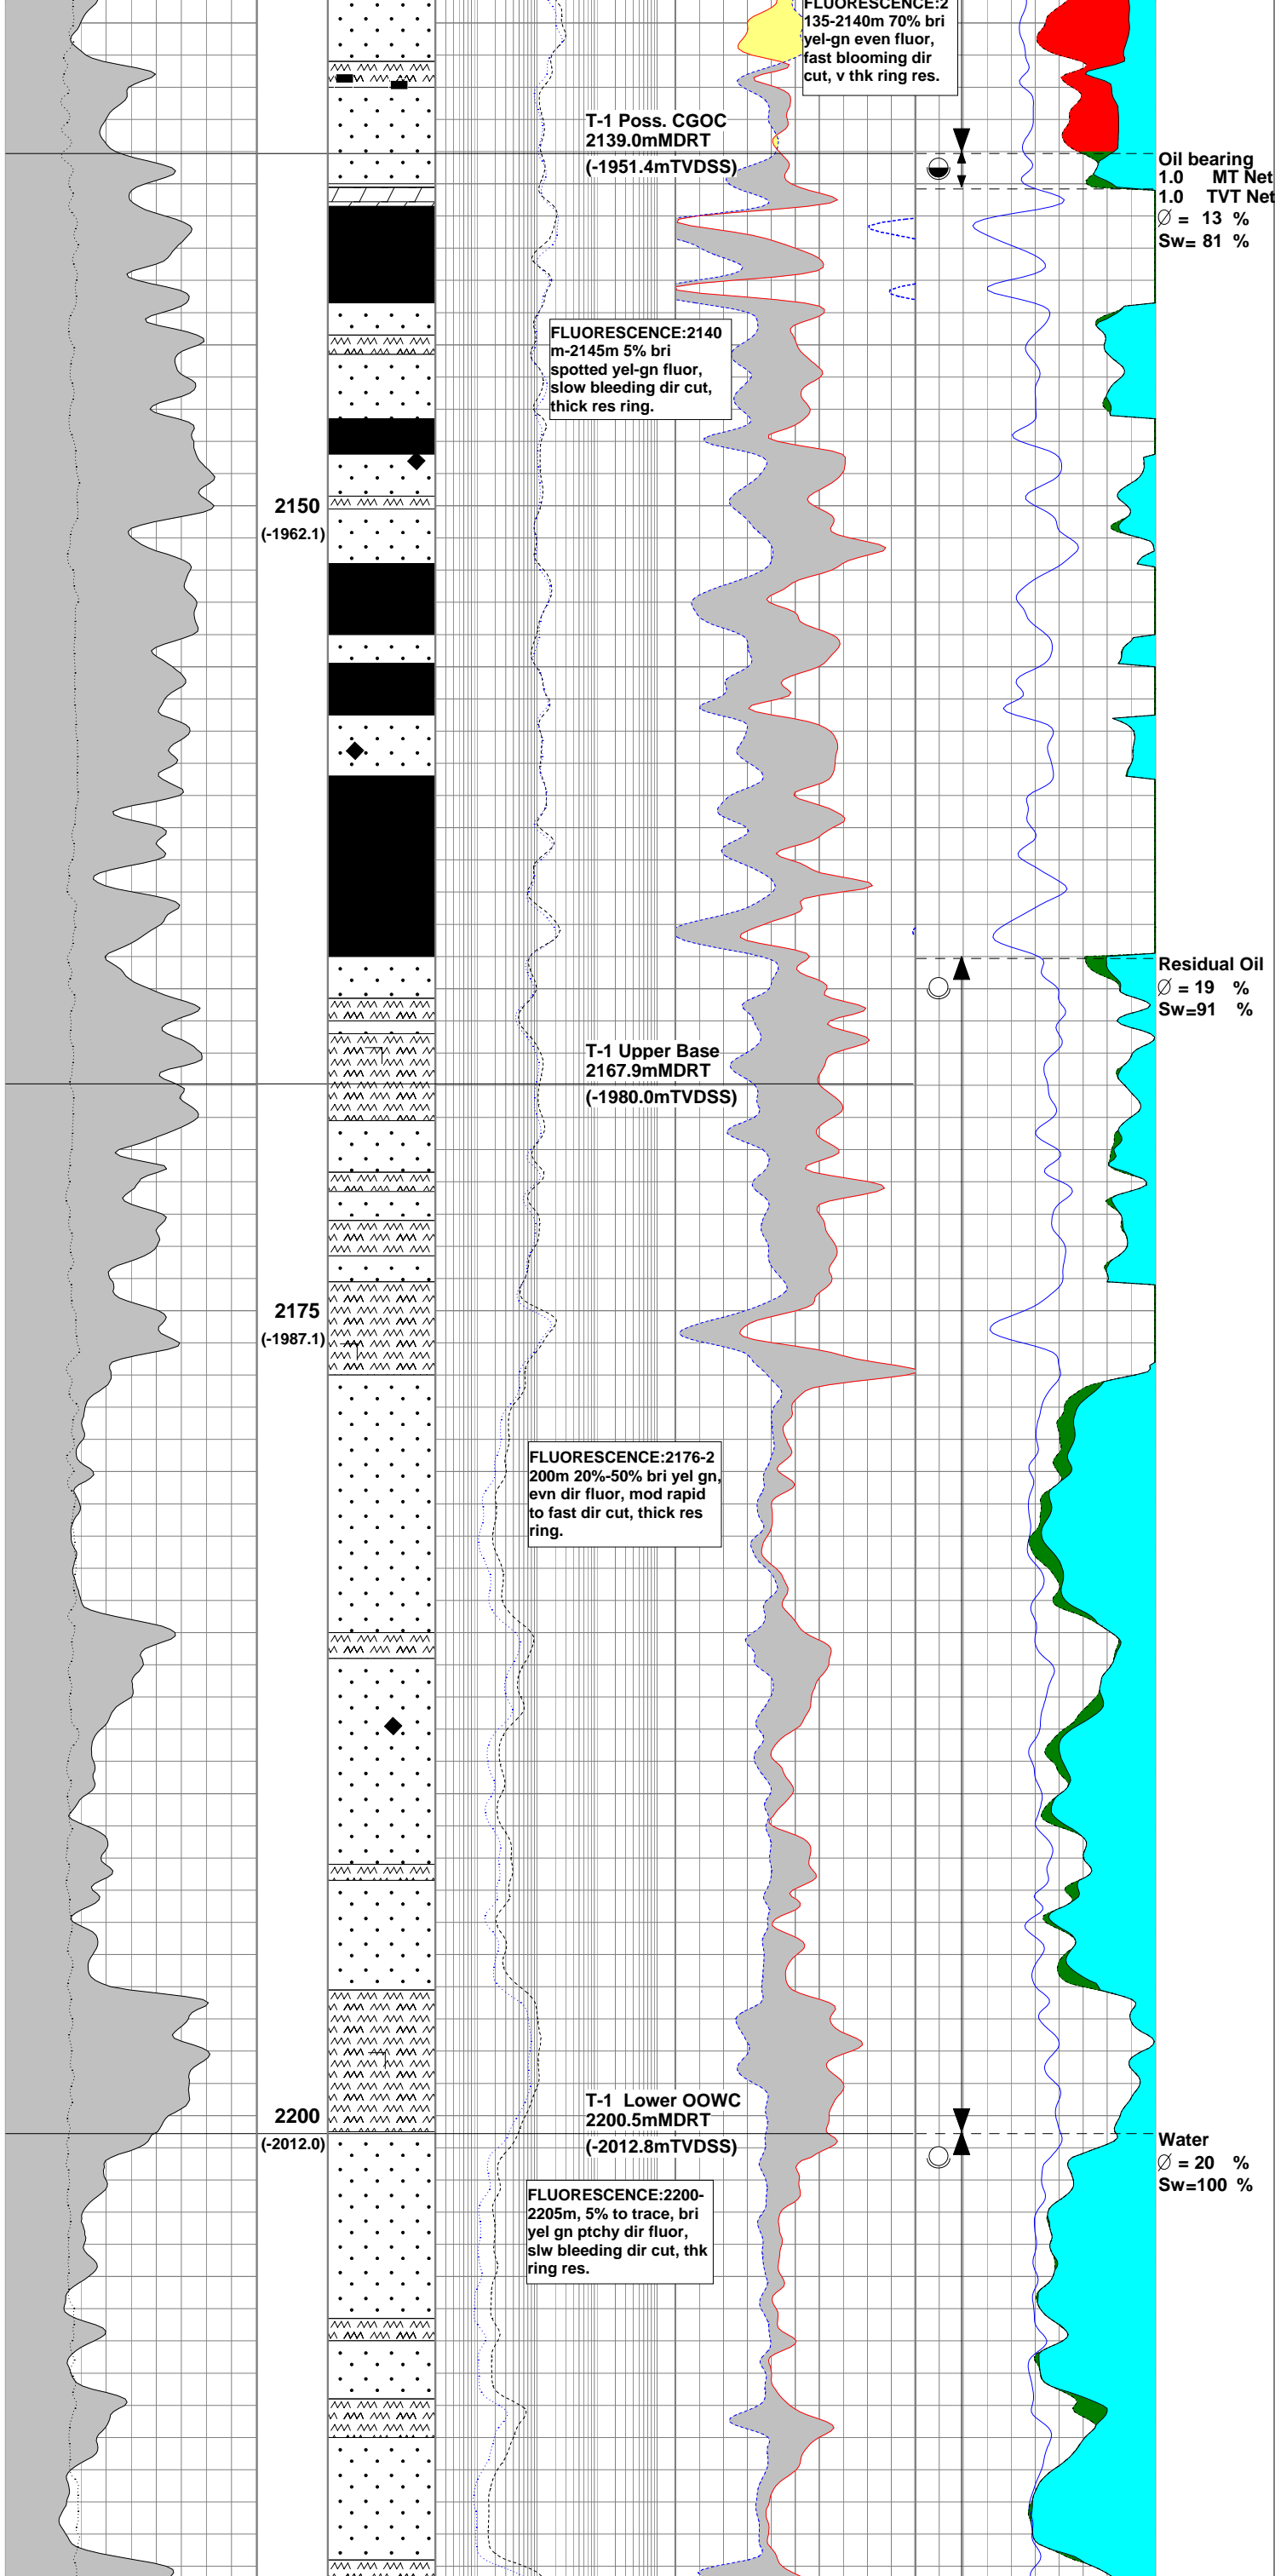 FLUORESCENCE:2
135-2140m 70% bri
yel-gn even fluor,
fast blooming dir
cut, v thk ring res.
T-1 Poss. CGOC
2139.0mMDRT
(-1951.4mTVDSS)
Oil bearing
1.0 MT Net
1.0 TVT Net
Ø = 13 %
Sw= 81 %
FLUORESCENCE:2140
m-2145m 5% bri
spotted yel-gn fluor,
slow bleeding dir cut,
thick res ring.
2150
(-1962.1)
Residual Oil
Ø = 19 %
Sw=91 %
T-1 Upper Base
2167.9mMDRT
(-1980.0mTVDSS)
2175
(-1987.1)
FLUORESCENCE:2176-2
200m 20%-50% bri yel gn,
evn dir fluor, mod rapid
to fast dir cut, thick res
ring.
T-1 Lower OOWC
2200.5mMDRT
(-2012.8mTVDSS)
2200
(-2012.0)
Water
Ø = 20 %
Sw=100 %
FLUORESCENCE:2200-
2205m, 5% to trace, bri
yel gn ptchy dir fluor,
slw bleeding dir cut, thk
ring res.